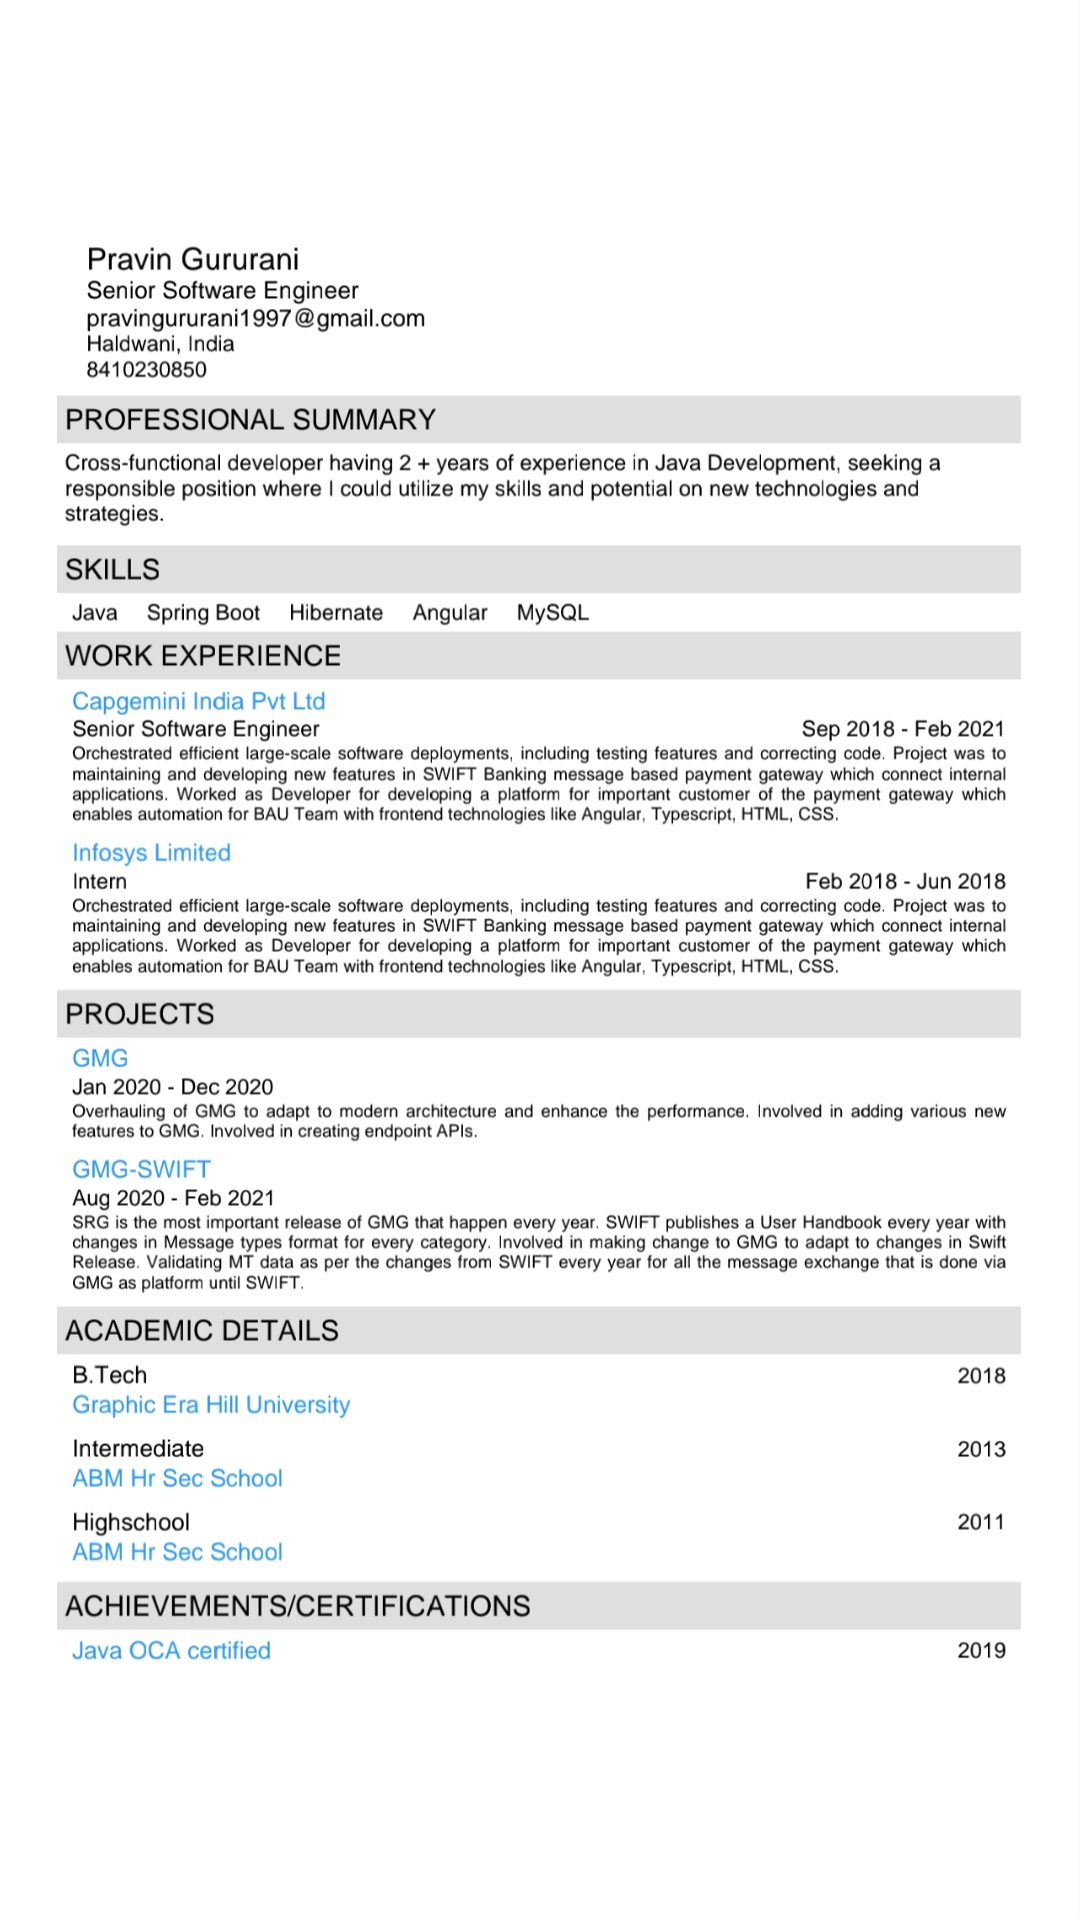 Pravin Gururani
Senior Software Engineer
pravingururani1997@gmail.com
Haldwani, India
8410230850
PROFESSIONAL SUMMARY
Cross-functional developer having 2 + years of experience in Java Development, seeking a
responsible position where I could utilize my skills and potential on new technologies and
strategies.
SKILLS
Java Spring Boot Hibernate Angular MySQL
WORK EXPERIENCE
Capgemini India Pvt Ltd
Senior Software Engineer Sep 2018 - Feb 2021
Orchestrated efficient large-scale software deployments, including testing features and correcting code. Project was to
maintaining and developing new features in SWIFT Banking message based payment gateway which connect internal
applications. Worked as Developer for developing a platform for important customer of the payment gateway which
enables automation for BAU Team with frontend technologies like Angular, Typescript, HTML, CSS.
Infosys Limited
Intern Feb 2018 - Jun 2018
Orchestrated efficient large-scale software deployments, including testing features and correcting code. Project was to
maintaining and developing new features in SWIFT Banking message based payment gateway which connect internal
applications. Worked as Developer for developing a platform for important customer of the payment gateway which
enables automation for BAU Team with frontend technologies like Angular, Typescript, HTML, CSS.
PROJECTS
GMG
Jan 2020 - Dec 2020
Overhauling of GMG to adapt to modern architecture and enhance the performance. Involved in adding various new
features to GMG. Involved in creating endpoint APIs.
GMG-SWIFT
Aug 2020 - Feb 2021
SRG is the most important release of GMG that happen every year. SWIFT publishes a User Handbook every year with
changes in Message types format for every category. Involved in making change to GMG to adapt to changes in Swift
Release. Validating MT data as per the changes from SWIFT every year for all the message exchange that is done via
GMG as platform until SWIFT.
ACADEMIC DETAILS
B.Tech 2018
Graphic Era Hill University
Intermediate 2013
ABM Hr Sec School
Highschool 2011
ABM Hr Sec School
ACHIEVEMENTS/CERTIFICATIONS
Java OCA certified 2019